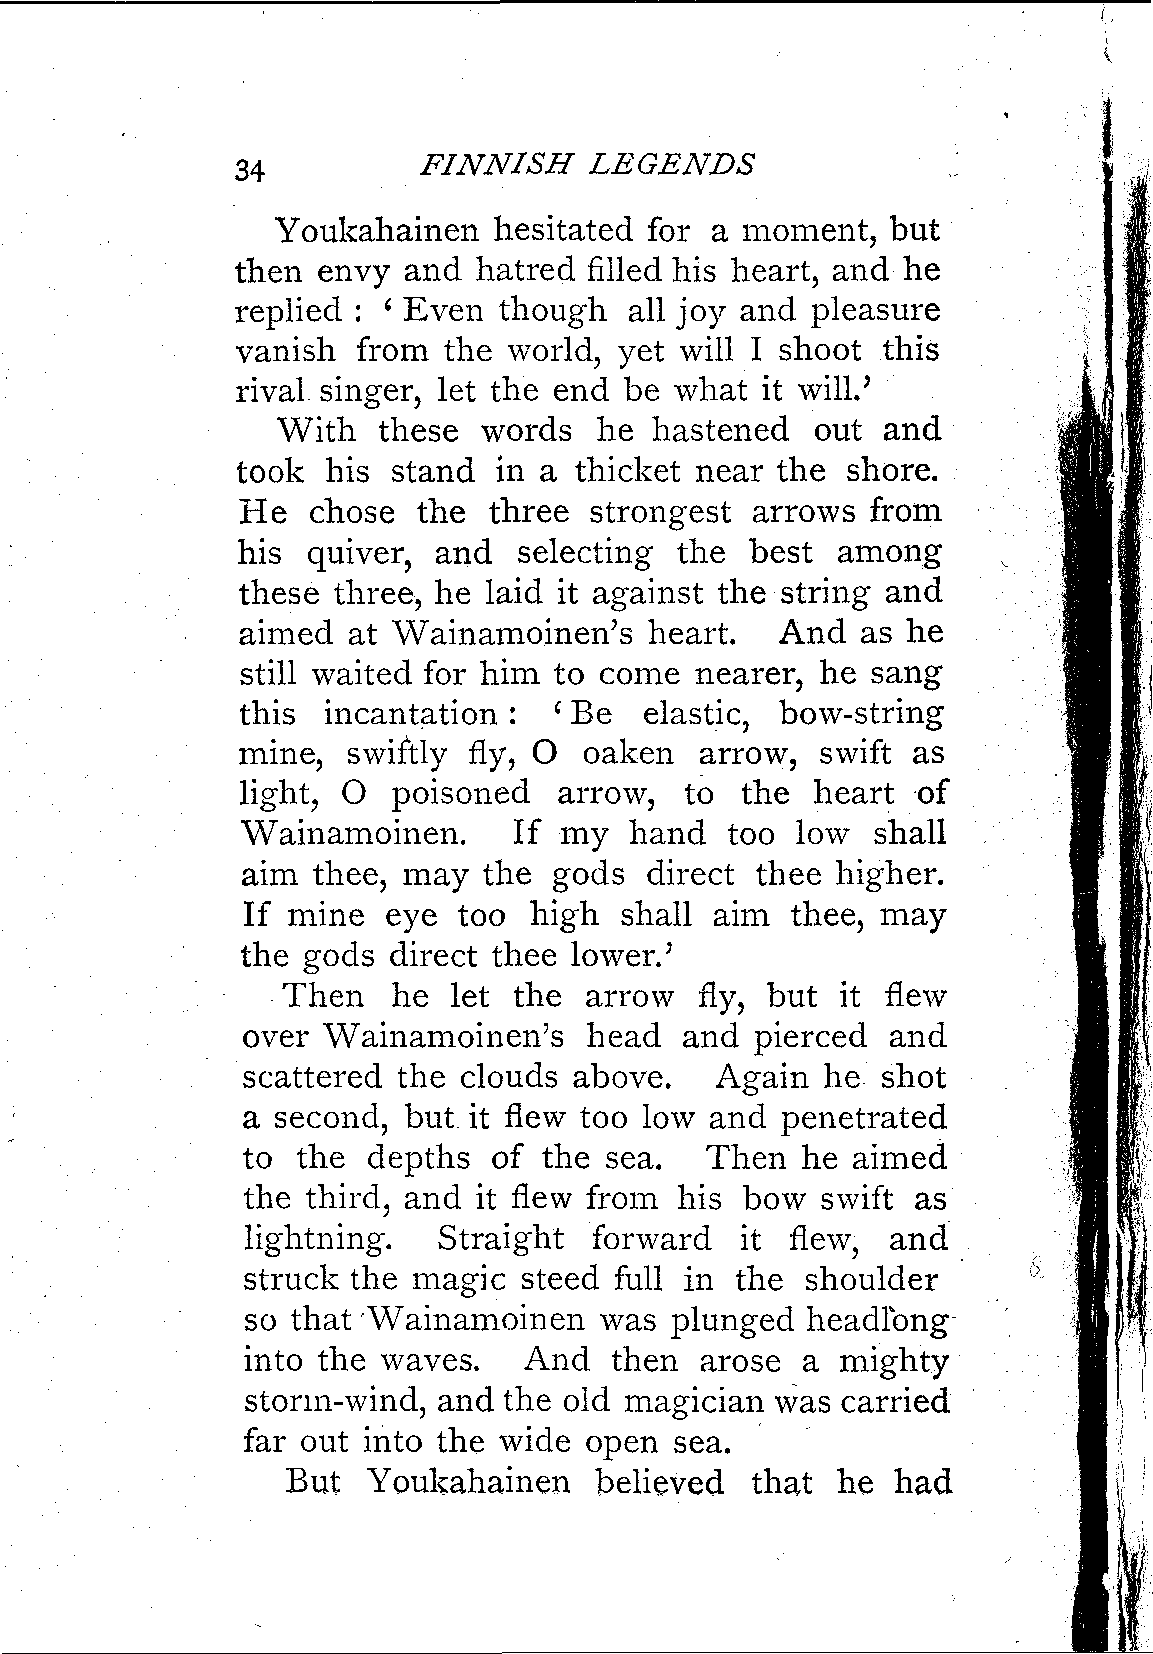 34 FINNISH LEGENDS
Youkahainen hesitated for a moment, but
then envy and hatred filled his heart, and he
replied : ‘ Even though all joy and pleasure
vanish from the world, yet will I shoot this
rival singer, let the end be what it will.’
With these words he hastened out and
took his stand in a thicket near the shore.
He chose the three strongest arrows from
his quiver, and selecting the best among
these three, he laid it against the string and
aimed at Wainamoinen’s heart. And as he
still waited for him to come nearer, he sang
this incantation : ‘ Be elastic, bow-string
mine, swiftly fly, O oaken arrow, swift as
light, O poisoned arrow, to the heart of
Wainamoinen. If my hand too low shall
aim thee, may the gods direct thee higher.
If mine eye too high shall aim thee, may
the gods direct thee lower.’
Then he let the arrow fly, but it flew
over Wainamoinen’s head and pierced and
scattered the clouds above. Again he shot
a second, but it flew too low and penetrated
to the depths of the sea. Then he aimed
the third, and it flew from his bow swift as
lightning. Straight forward it flew, and
struck the magic steed full in the shoulder
so that Wainamoinen was plunged headlong
into the waves. And then arose a mighty
storm-wind, and the old magician was carried
far out into the wide open sea.
But Youkahainen believed that he had